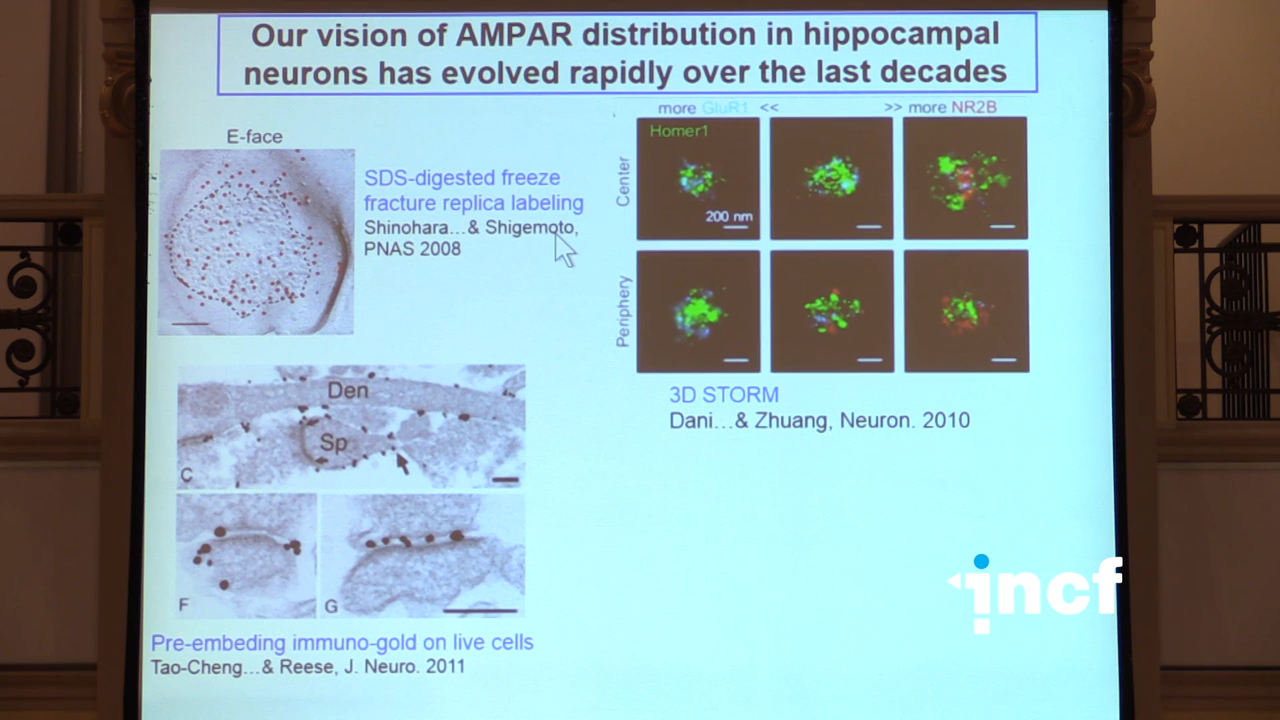 Our vision of AMPAR distribution in hippocampal
neurons has evolved rapidly over the last decades
E-face
SDS-digested freeze
fracture replica labeling
Shinohara...& Shigemoto,
PNAS 2008
more GluR1 <<
>> more NR2B
Homer1
Center
200 nm
Periphery
3D STORM
Dani...& Zhuang, Neuron. 2010
Den
Sp
C
F
G
Pre-embeding immuno-gold on live cells
Tao-Cheng...& Reese, J. Neuro. 2011
incf